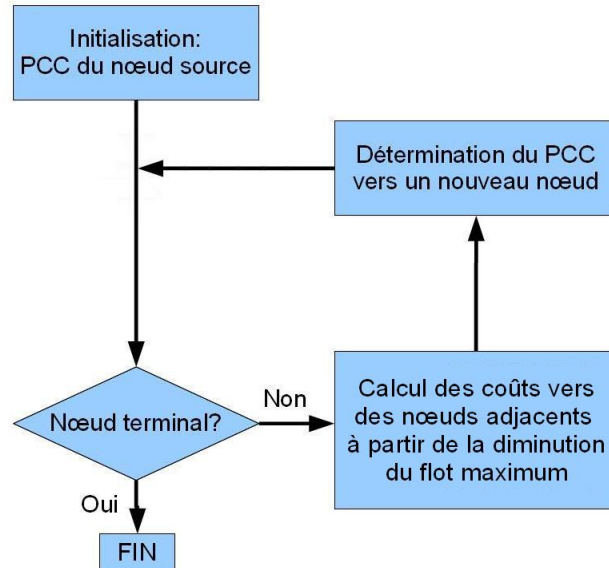 Initialisation:
PCC du nœud source
Détermination du PCC
vers un nouveau nœud
Nœud terminal?
Non
Calcul des coûts vers
des nœuds adjacents
à partir de la diminution
du flot maximum
Oui
FIN